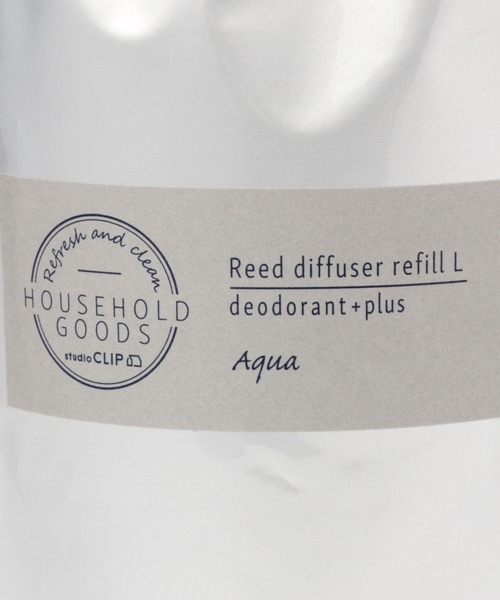 Refresh and clean
HOUSEHOLD
GOODS
studio CLIP
Reed diffuser refill L
deodorant+plus
Aqua